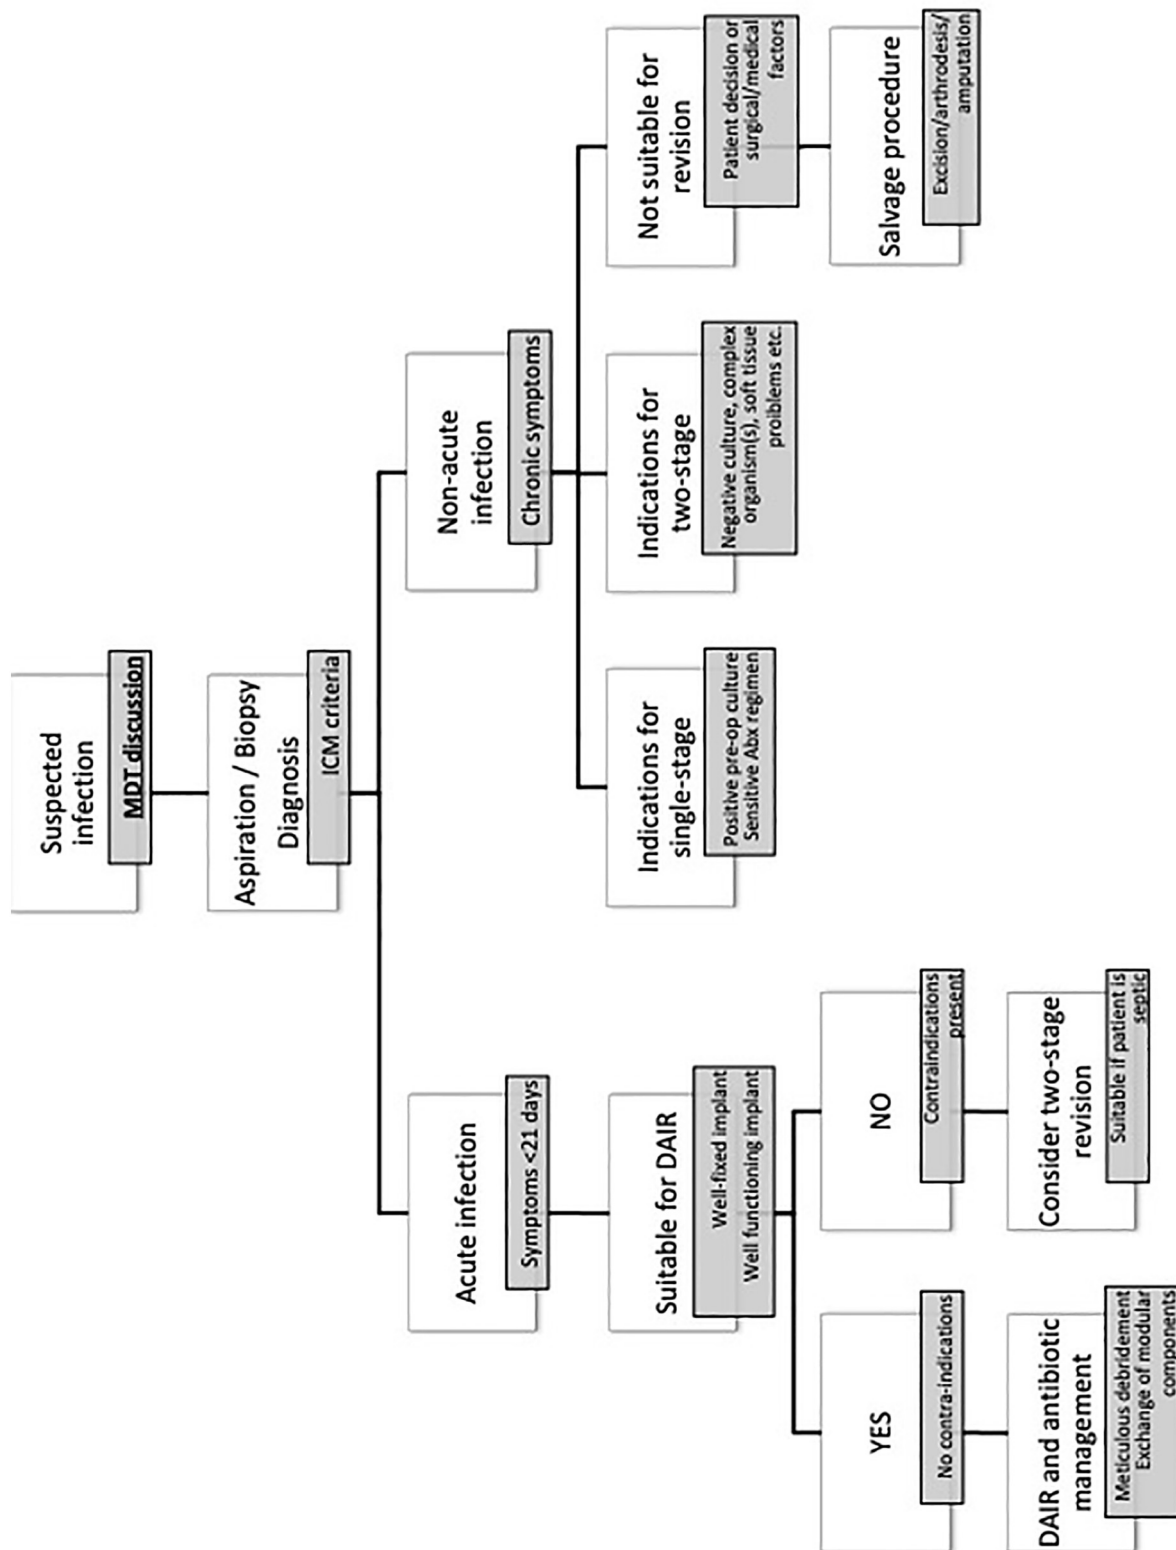 Suspected
infection
MDT discussion
Aspiration / Biopsy
Diagnosis
ICM criteria
Acute infection
Symptoms <21 days
Suitable for DAIR
Well-fixed implant
Well functioning implant
YES
No contra-indications
DAIR and antibiotic
management
Meticulous debridement
Exchange of modular
components
NO
Contraindications
present
Consider two-stage
revision
Suitable if patient is
septic
Non-acute
infection
Chronic symptoms
Indications for
single-stage
Positive pre-op culture
Sensitive Abx regimen
Indications for
two-stage
Negative culture, complex
organism(s), soft tissue
proiblems etc.
Not suitable for
revision
Patient decision or
surgical/medical
factors
Salvage procedure
Excision/arthrodesis/
amputation